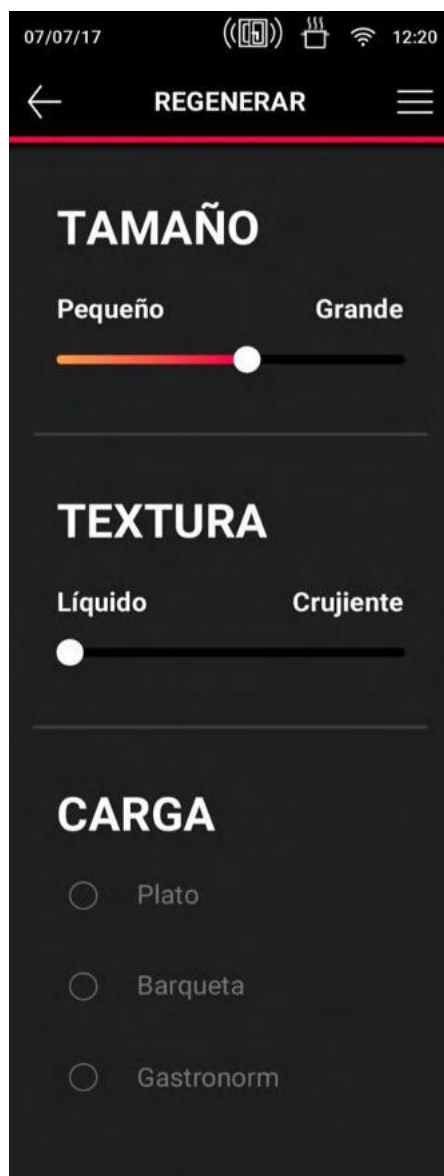 07/07/17 12:20
REGENERAR
TAMAÑO
Pequeño Grande
TEXTURA
Líquido Crujiente
CARGA
Plato
Barqueta
Gastronorm